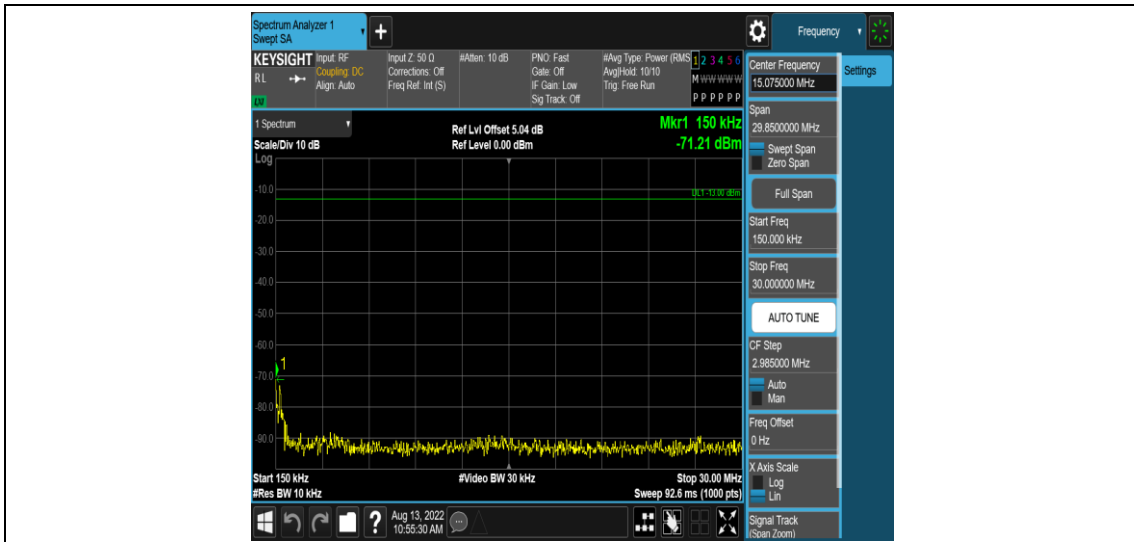 Spectrum Analyzer 1
Swept SA
Frequency
KEYSIGHT
RL
LM
Input: RF
Coupling: DC
Align: Auto
Input Z: 50 Ω
Corrections: Off
Freq Ref: Int (S)
#Atten: 10 dB
PNO: Fast
Gate: Off
IF Gain: Low
Sig Track: Off
#Avg Type: Power (RMS
Avg|Hold: 10/10
Trig: Free Run
1 2 3 4 5 6
M W W W W W
P P P P P P
Center Frequency
15.075000 MHz
Settings
Span
29.8500000 MHz
Swept Span
Zero Span
Full Span
Start Freq
150.000 kHz
Stop Freq
30.000000 MHz
AUTO TUNE
CF Step
2.985000 MHz
Auto
Man
Freq Offset
0 Hz
X Axis Scale
Log
Lin
Signal Track
(Span Zoom)
1 Spectrum
Scale/Div 10 dB
Log
Ref Lvl Offset 5.04 dB
Ref Level 0.00 dBm
Mkr1 150 kHz
-71.21 dBm
DL1 -13.00 dBm
-10.0
-20.0
-30.0
-40.0
-50.0
-60.0
1
-70.0
-80.0
-90.0
Start 150 kHz
#Video BW 30 kHz
Stop 30.00 MHz
#Res BW 10 kHz
Sweep 92.6 ms (1000 pts)
?
Aug 13, 2022
10:55:30 AM